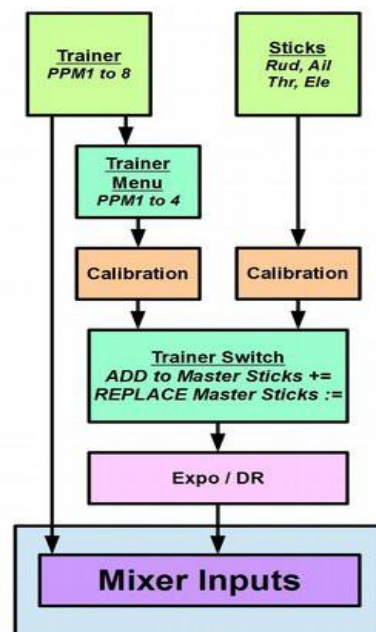 Trainer
PPM1 to 8
Sticks
Rud, Ail
Thr, Ele
Trainer
Menu
PPM1 to 4
Calibration
Calibration
Trainer Switch
ADD to Master Sticks +=
REPLACE Master Sticks :=
Expo / DR
Mixer Inputs